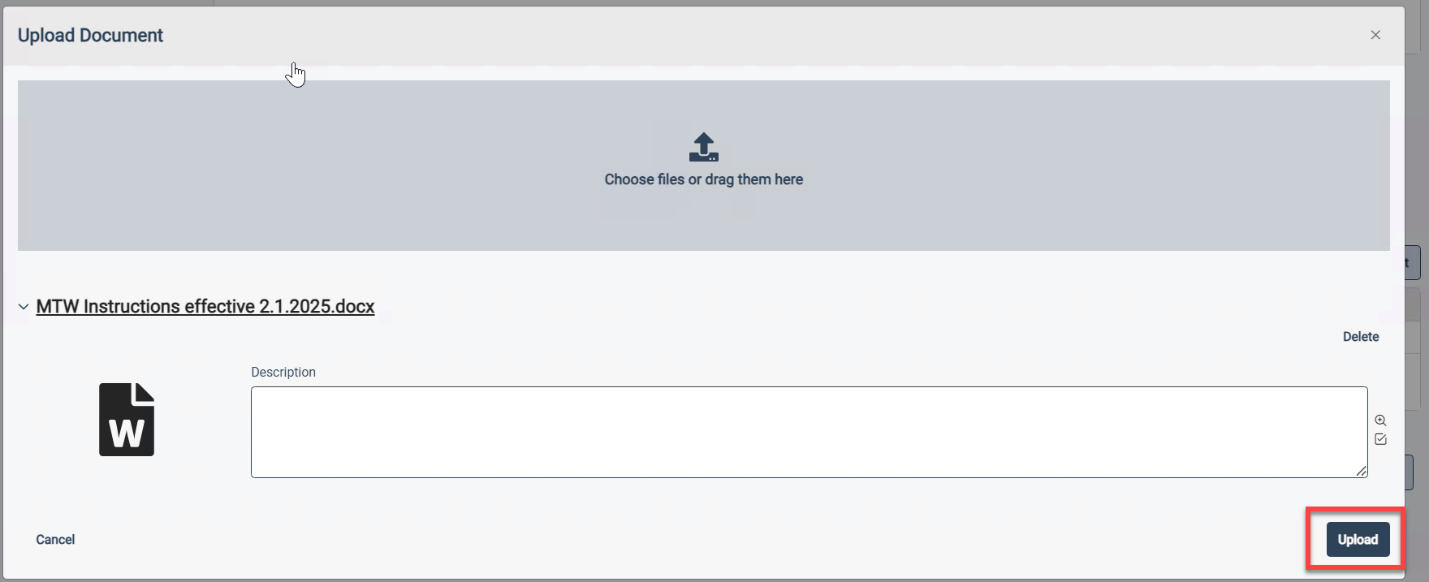 Upload Document
Choose files or drag them here
MTW Instructions effective 2.1.2025.docx
Delete
Description
W
Cancel
Upload